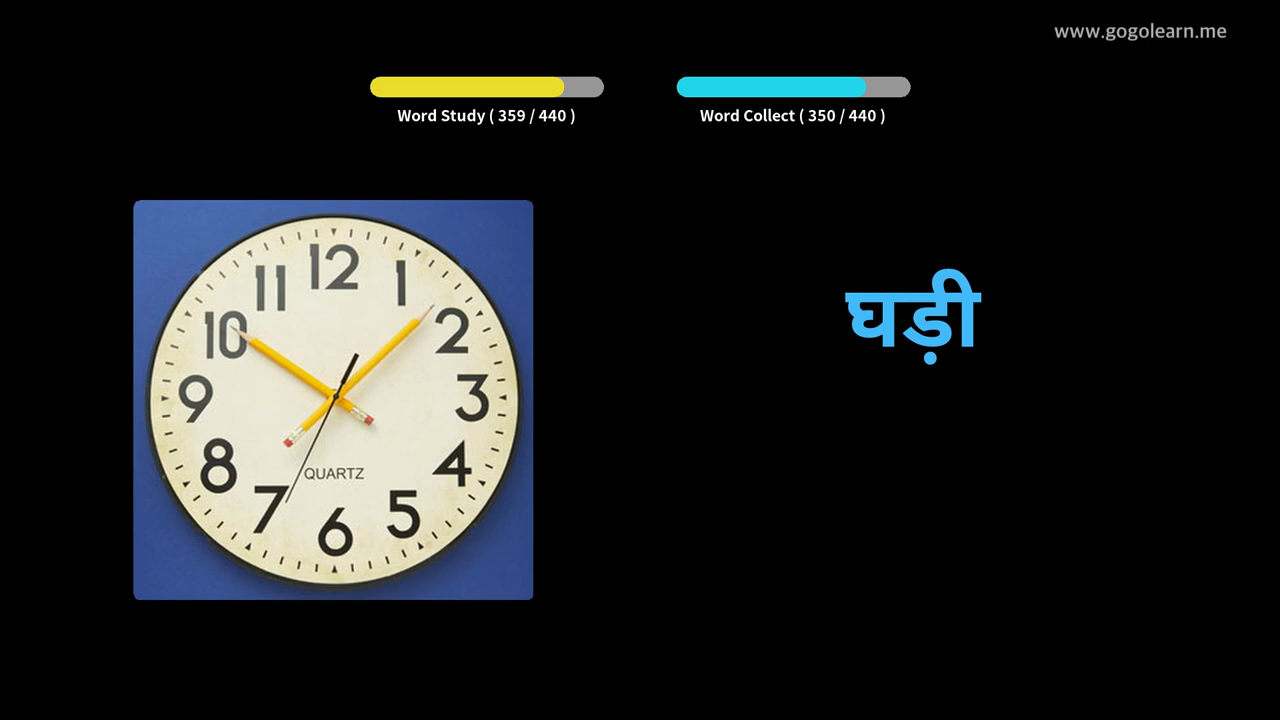 www.gogolearn.me
Word Study ( 359 / 440 )
Word Collect ( 350 / 440 )
12
11
1
10
2
9
3
8
4
7
5
6
QUARTZ
घड़ी